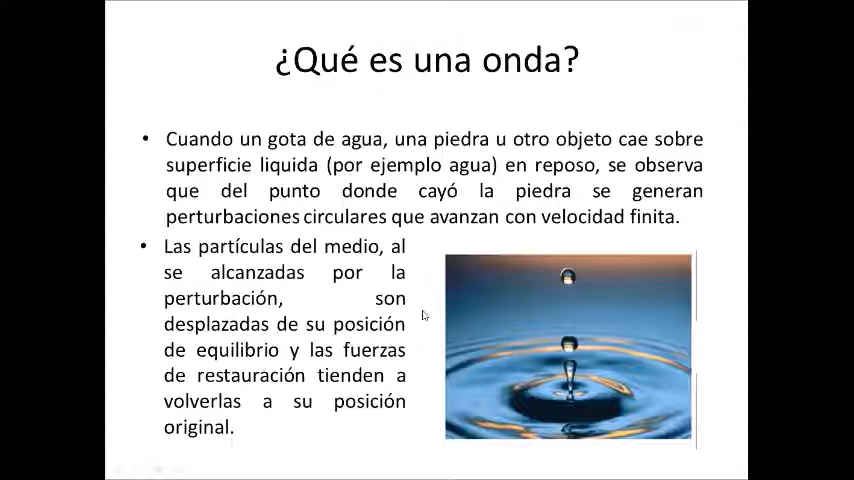 ¿Qué es una onda?
• Cuando un gota de agua, una piedra u otro objeto cae sobre
superficie liquida (por ejemplo agua) en reposo, se observa
que del punto donde cayó la piedra se generan
perturbaciones circulares que avanzan con velocidad finita.
• Las partículas del medio, al
se alcanzadas por la
perturbación, son
desplazadas de su posición
de equilibrio y las fuerzas
de restauración tienden a
volverlas a su posición
original.